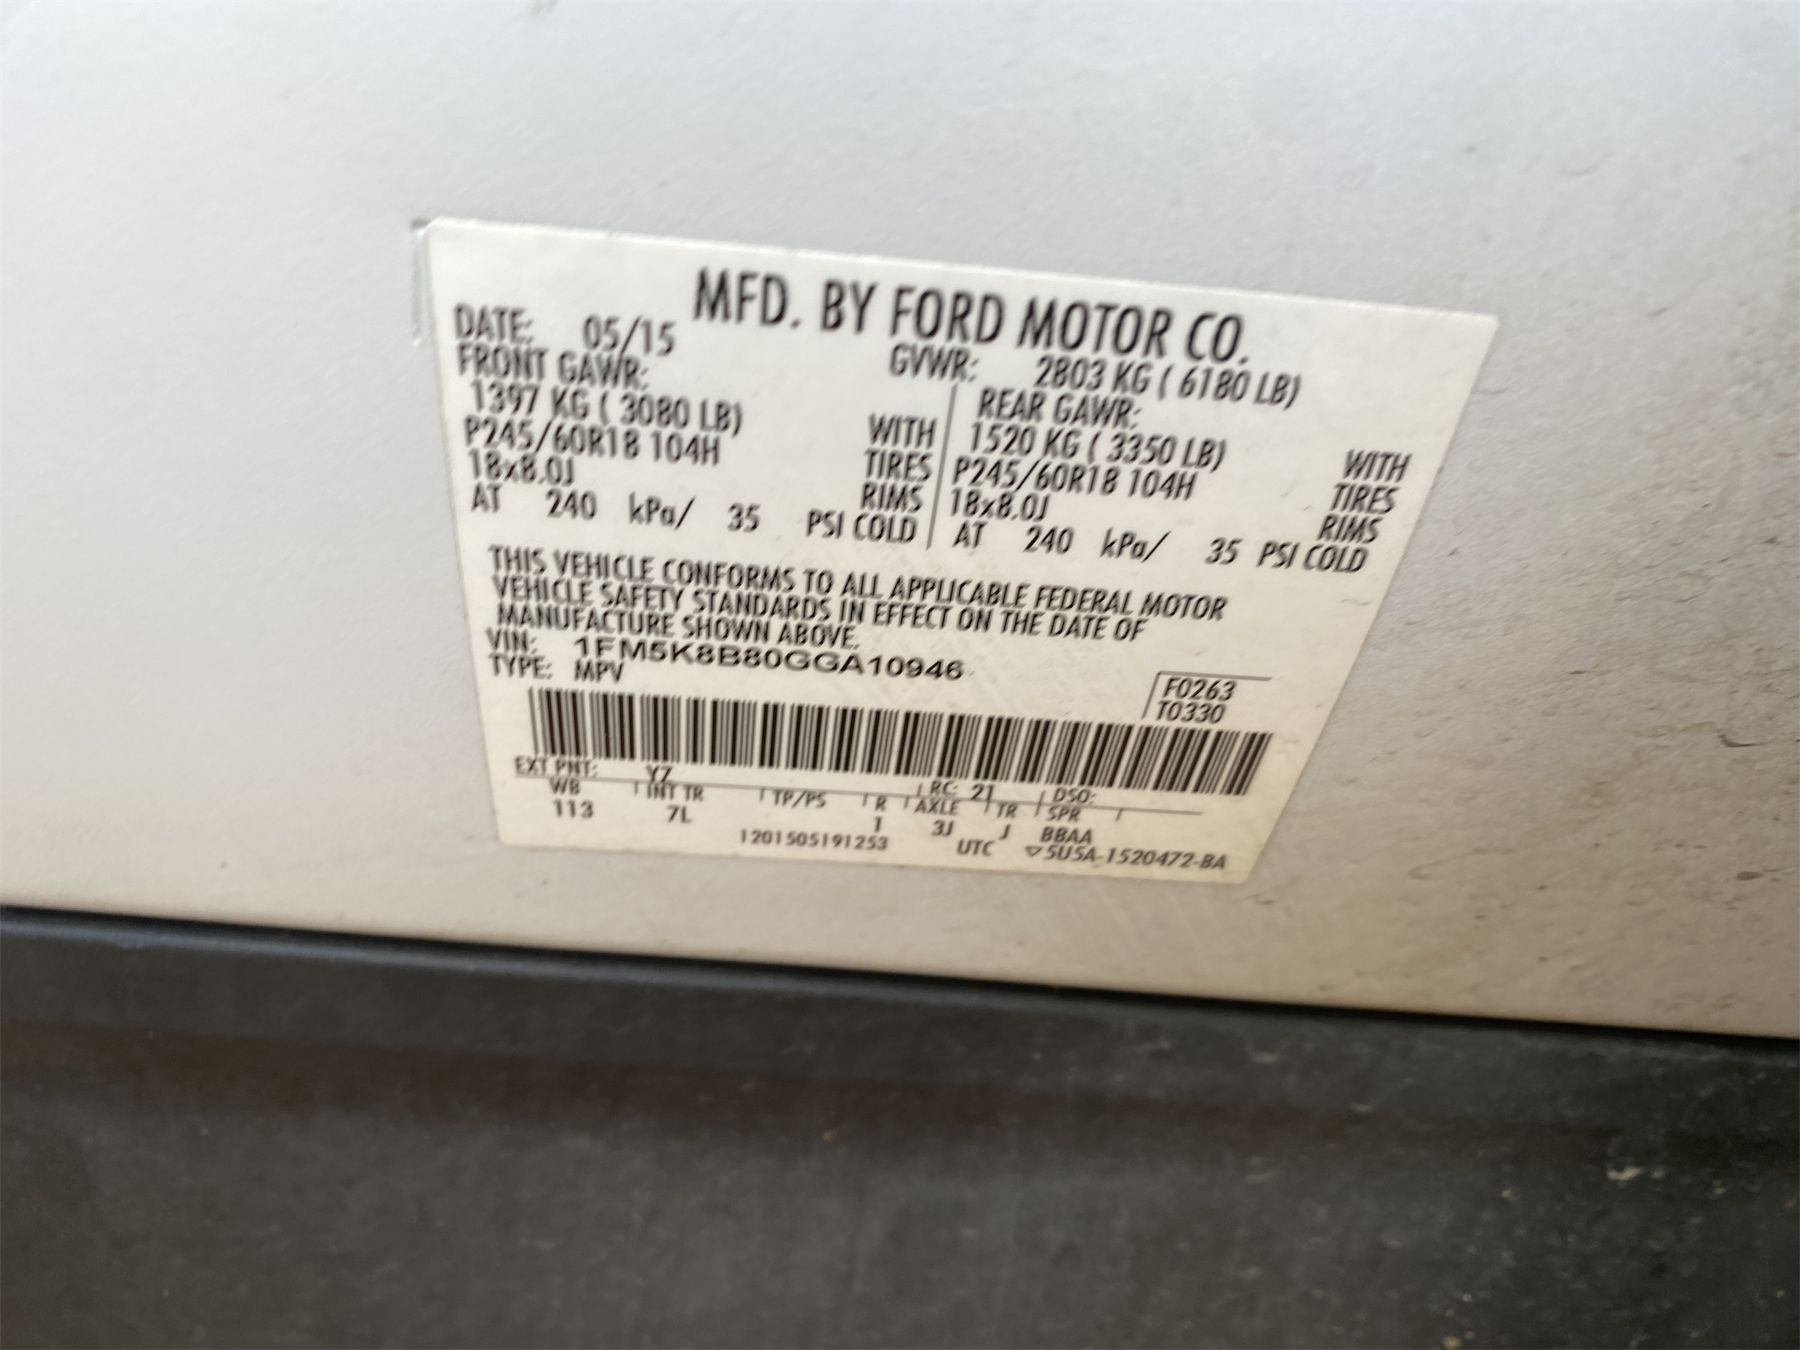 MFD. BY FORD MOTOR CO.
DATE: 05/15 GVWR: 2803 KG ( 6180 LB)
FRONT GAWR: REAR GAWR:
1397 KG ( 3080 LB) WITH 1520 KG ( 3350 LB) WITH
P245/60R18 104H TIRES P245/60R18 104H TIRES
18x8.0J RIMS 18x8.0J RIMS
AT 240 kPa/ 35 PSI COLD AT 240 kPa/ 35 PSI COLD
THIS VEHICLE CONFORMS TO ALL APPLICABLE FEDERAL MOTOR
VEHICLE SAFETY STANDARDS IN EFFECT ON THE DATE OF
MANUFACTURE SHOWN ABOVE.
VIN: 1FM5K8B80GGA10946
TYPE: MPV
F0263
T0330
EXT PNT: YZ RC: 21 DSO:
WB INT TR TP/PS R AXLE TR SPR
113 7L 1 3J J BBAA
1201505191253 UTC ▽5U5A-1520472-BA